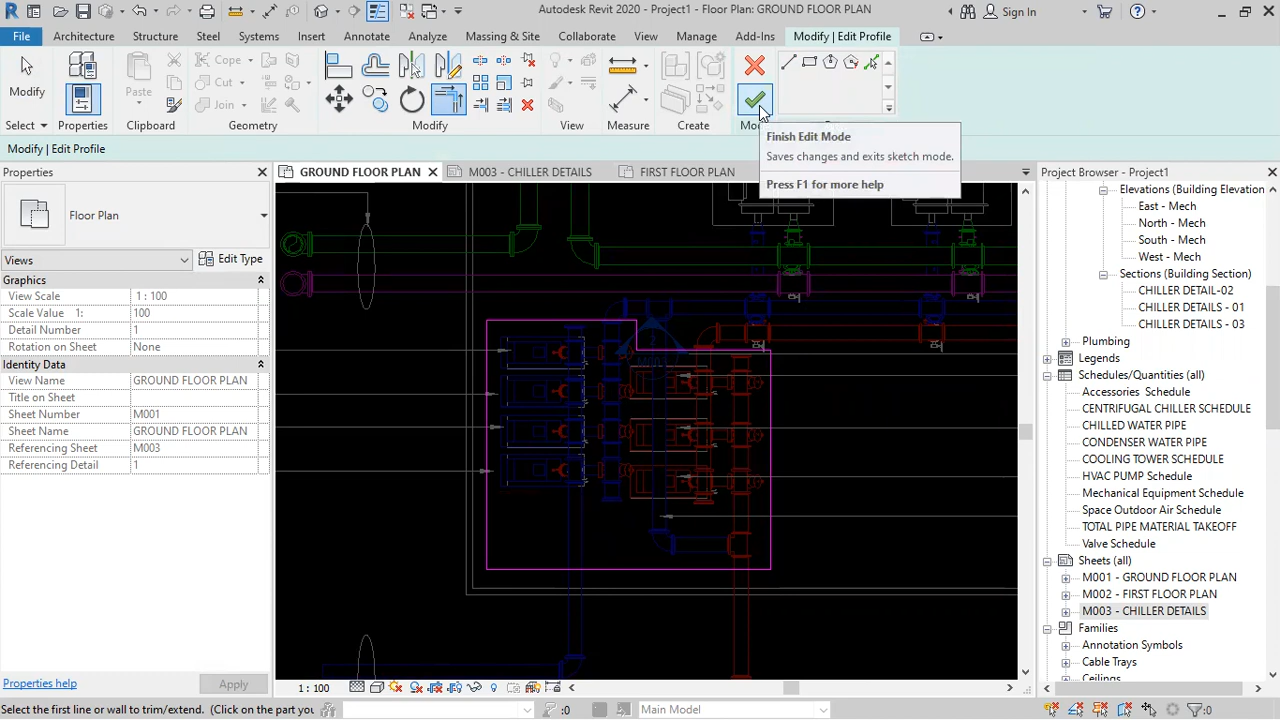 Autodesk Revit 2020 - Project1 - Floor Plan: GROUND FLOOR PLAN
Sign In
File
Architecture
Structure
Steel
Systems
Insert
Annotate
Analyze
Massing & Site
Collaborate
View
Manage
Add-Ins
Modify | Edit Profile
Modify
Paste
Cope
Cut
Join
Select
Properties
Clipboard
Geometry
Modify
View
Measure
Create
Finish Edit Mode
Saves changes and exits sketch mode.
Press F1 for more help
Modify | Edit Profile
Properties
Floor Plan
Views
Edit Type
Graphics
View Scale 1 : 100
Scale Value 1: 100
Detail Number 1
Rotation on Sheet None
Identity Data
View Name GROUND FLOOR PLAN
Title on Sheet
Sheet Number M001
Sheet Name GROUND FLOOR PLAN
Referencing Sheet M003
Referencing Detail 1
Properties help
Apply
GROUND FLOOR PLAN
M003 - CHILLER DETAILS
FIRST FLOOR PLAN
2
M003
1 : 100
Project Browser - Project1
Elevations (Building Elevation
East - Mech
North - Mech
South - Mech
West - Mech
Sections (Building Section)
CHILLER DETAIL-02
CHILLER DETAILS - 01
CHILLER DETAILS - 03
Plumbing
Legends
Schedules/Quantities (all)
Accessories Schedule
CENTRIFUGAL CHILLER SCHEDULE
CHILLED WATER PIPE
CONDENSER WATER PIPE
COOLING TOWER SCHEDULE
HVAC PUMP Schedule
Mechanical Equipment Schedule
Space Outdoor Air Schedule
TOTAL PIPE MATERIAL TAKEOFF
Valve Schedule
Sheets (all)
M001 - GROUND FLOOR PLAN
M002 - FIRST FLOOR PLAN
M003 - CHILLER DETAILS
Families
Annotation Symbols
Cable Trays
Ceilings
Select the first line or wall to trim/extend. (Click on the part you
:0
Main Model
:0